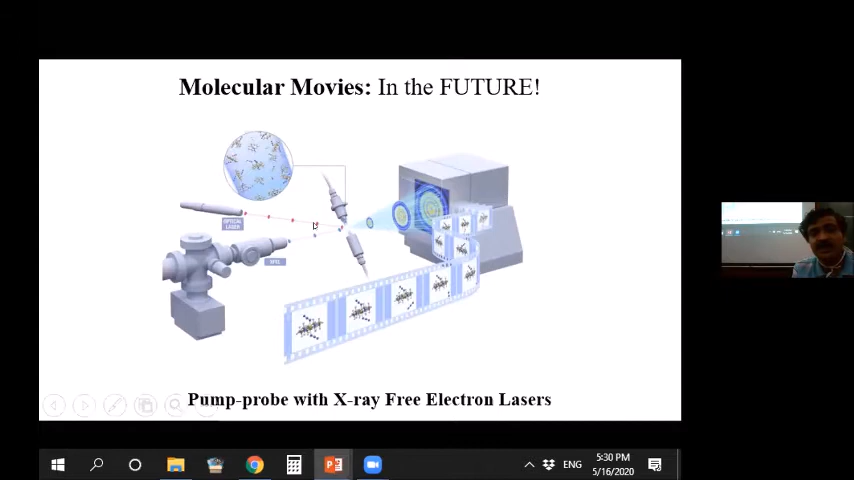 Molecular Movies: In the FUTURE!
OPTICAL
LASER
Pump-probe with X-ray Free Electron Lasers
ENG
5:30 PM
5/16/2020